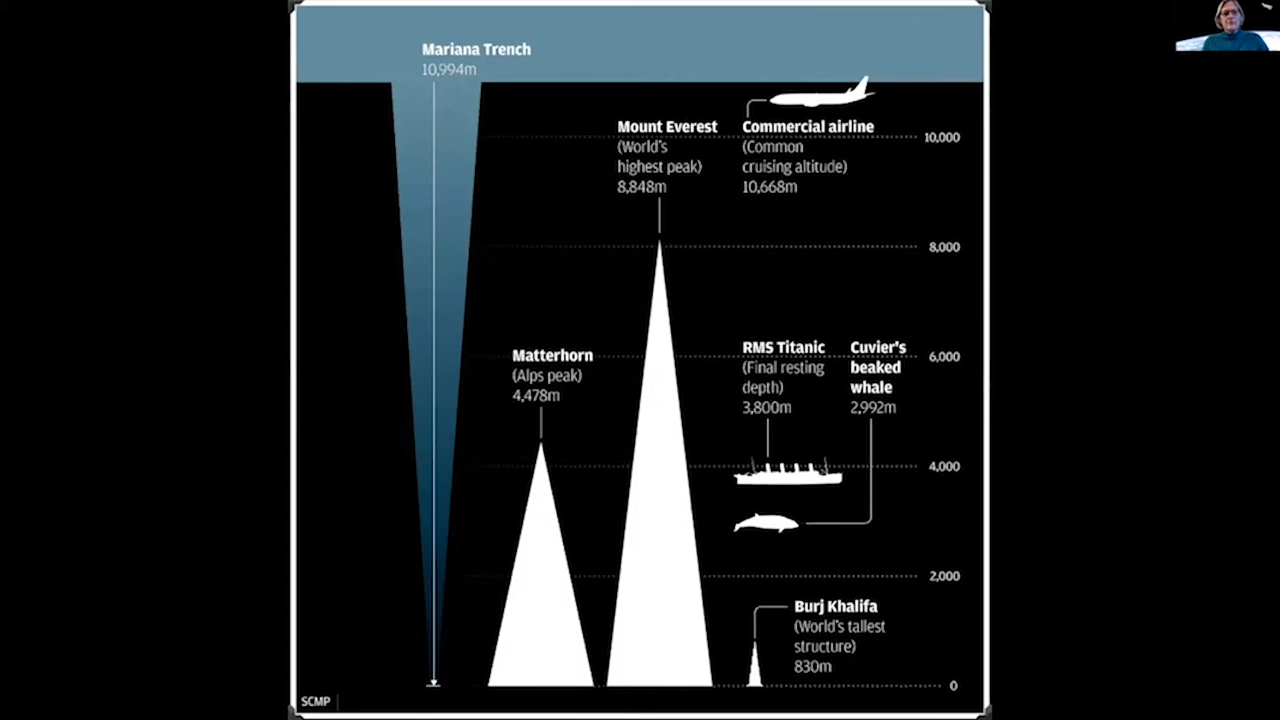 Mariana Trench
10,994m
Mount Everest
(World's
highest peak)
8,848m
Commercial airline
(Common
cruising altitude)
10,668m
10,000
8,000
Matterhorn
(Alps peak)
4,478m
RMS Titanic
(Final resting
depth)
3,800m
Cuvier's
beaked
whale
2,992m
6,000
4,000
2,000
Burj Khalifa
(World's tallest
structure)
830m
0
SCMP